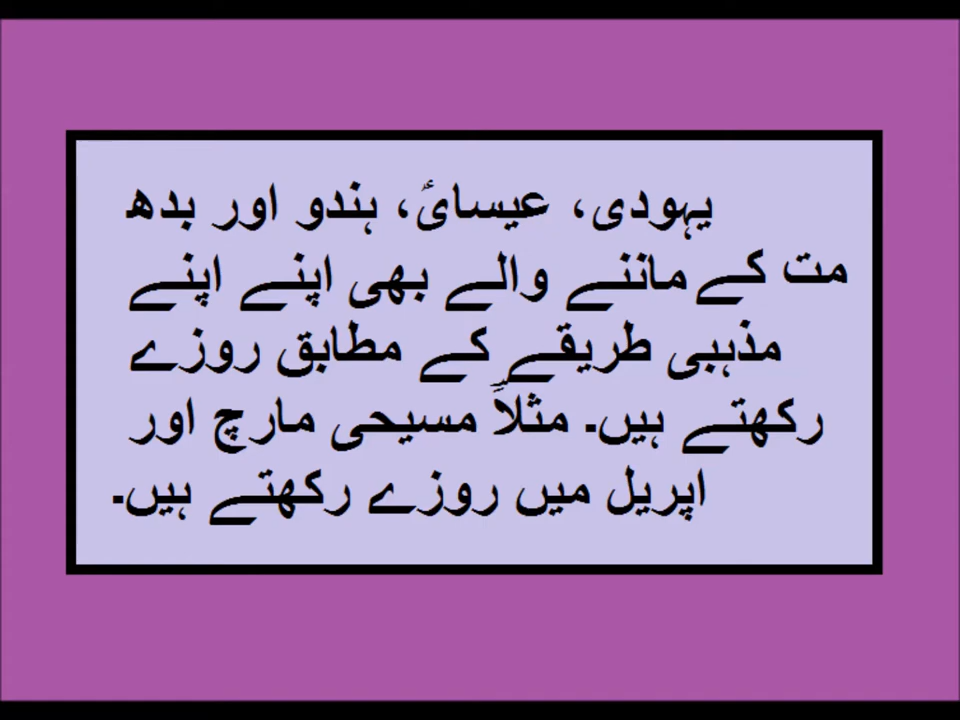 یہودی، عیسائ، ہندو اور بدھ
مت کے ماننے والے بھی اپنے اپنے
مذہبی طریقے کے مطابق روزے
رکھتے ہیں۔ مثلاً مسیحی مارچ اور
اپریل میں روزے رکھتے ہیں۔